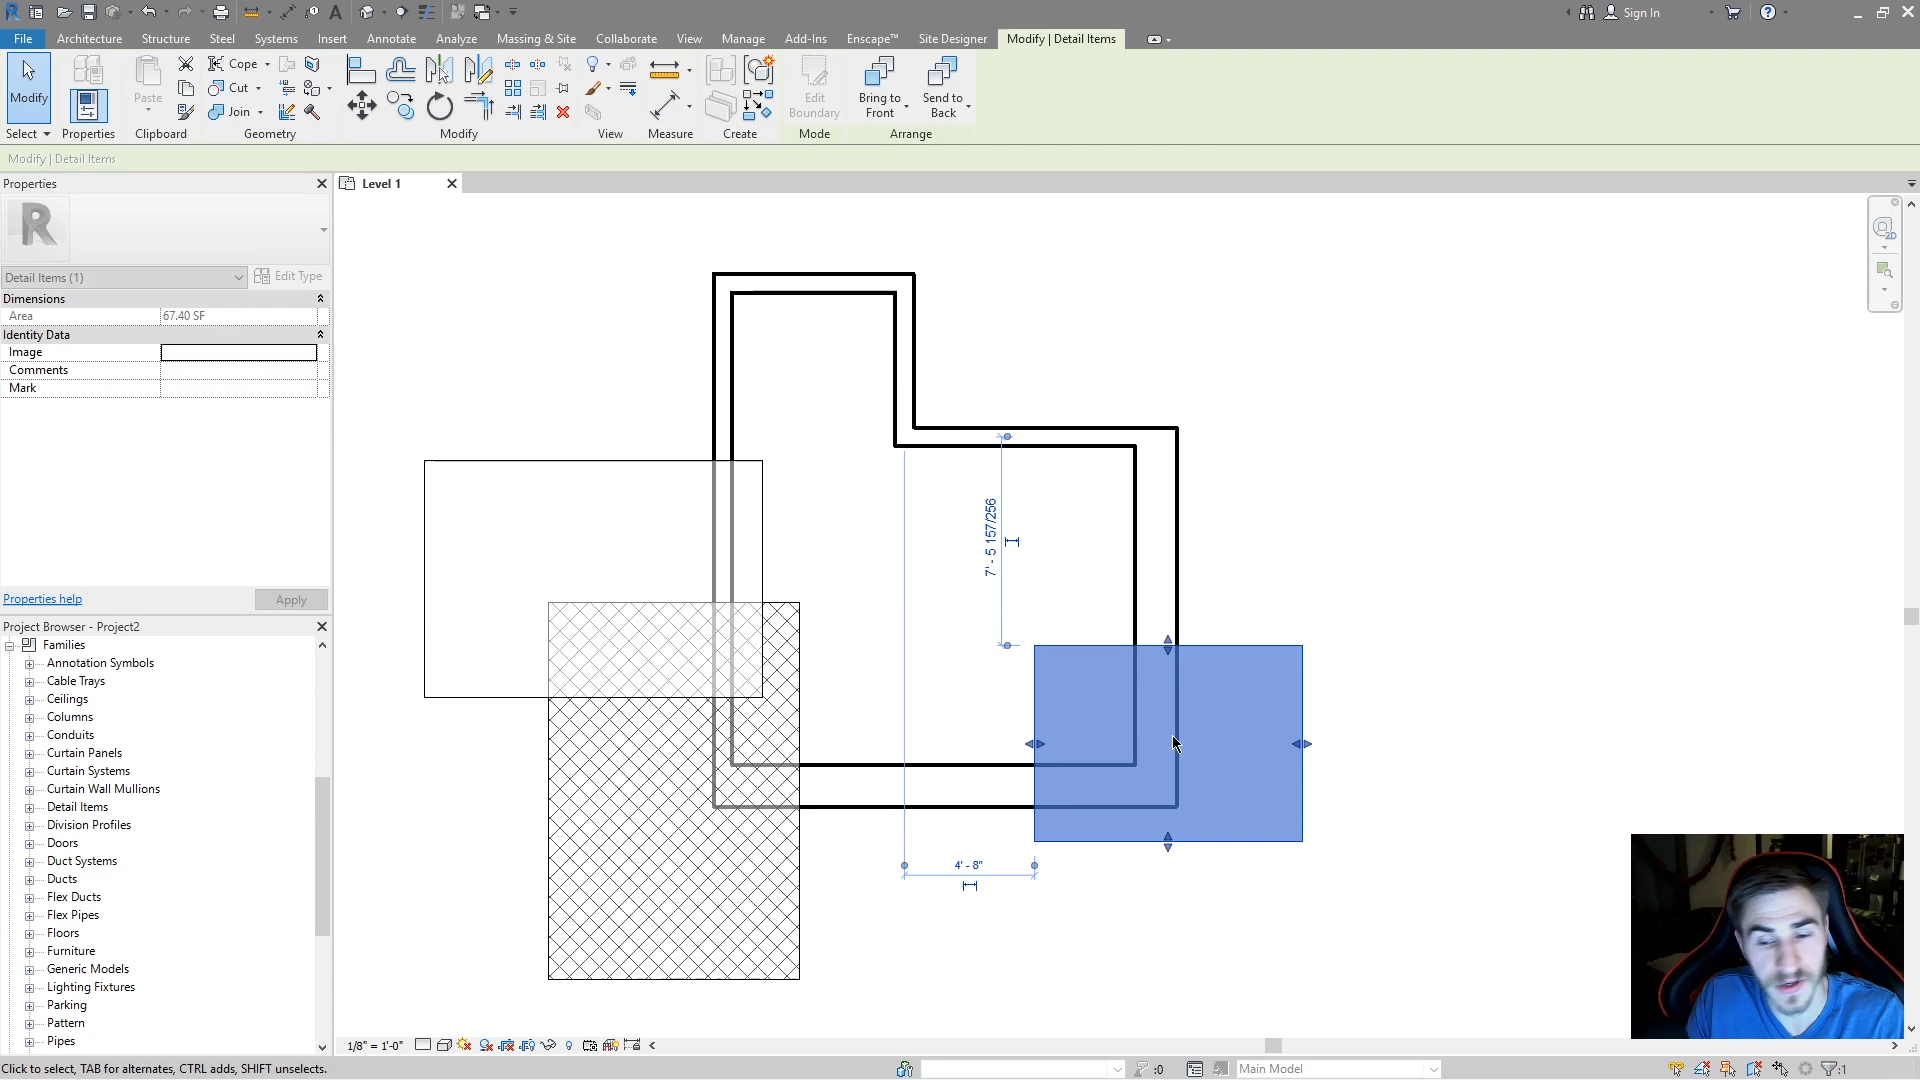 Sign In
File Architecture Structure Steel Systems Insert Annotate Analyze Massing & Site Collaborate View Manage Add-Ins Enscape™ Site Designer Modify | Detail Items
Modify
Paste
Cope
Cut
Join
Edit
Boundary
Bring to
Front
Send to
Back
Select Properties Clipboard Geometry Modify View Measure Create Mode Arrange
Modify | Detail Items
Properties
Level 1
Detail Items (1)
Edit Type
Dimensions
Area 67.40 SF
Identity Data
Image
Comments
Mark
Properties help
Apply
Project Browser - Project2
Families
Annotation Symbols
Cable Trays
Ceilings
Columns
Conduits
Curtain Panels
Curtain Systems
Curtain Wall Mullions
Detail Items
Division Profiles
Doors
Duct Systems
Ducts
Flex Ducts
Flex Pipes
Floors
Furniture
Generic Models
Lighting Fixtures
Parking
Pattern
Pipes
2D
7' - 5 157/256
4' - 8"
1/8" = 1'-0"
Click to select, TAB for alternates, CTRL adds, SHIFT unselects.
:0
Main Model
:1